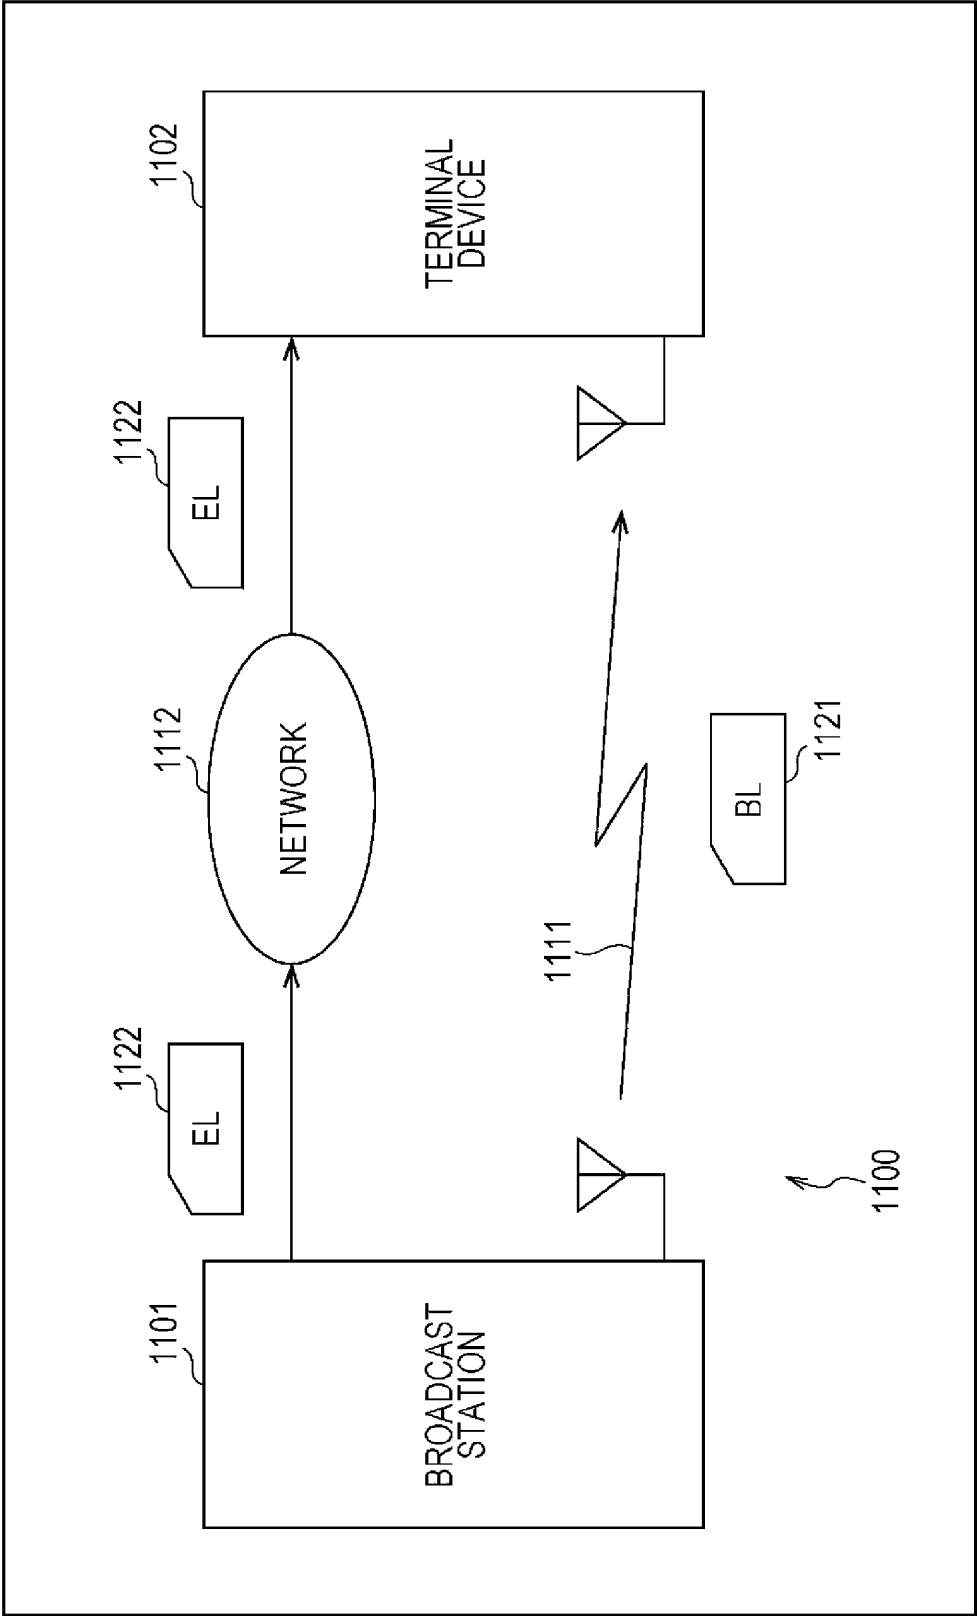 1101
BROADCAST
STATION
1122
EL
1112
NETWORK
1122
EL
1102
TERMINAL
DEVICE
1111
BL
1121
1100